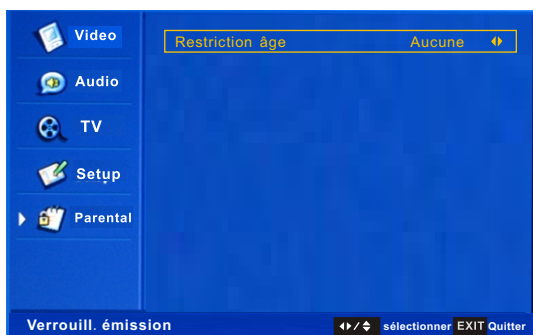 Video
Audio
TV
Setup
Parental
Restriction âge Aucune
Verrouill. émission
sélectionner EXIT Quitter